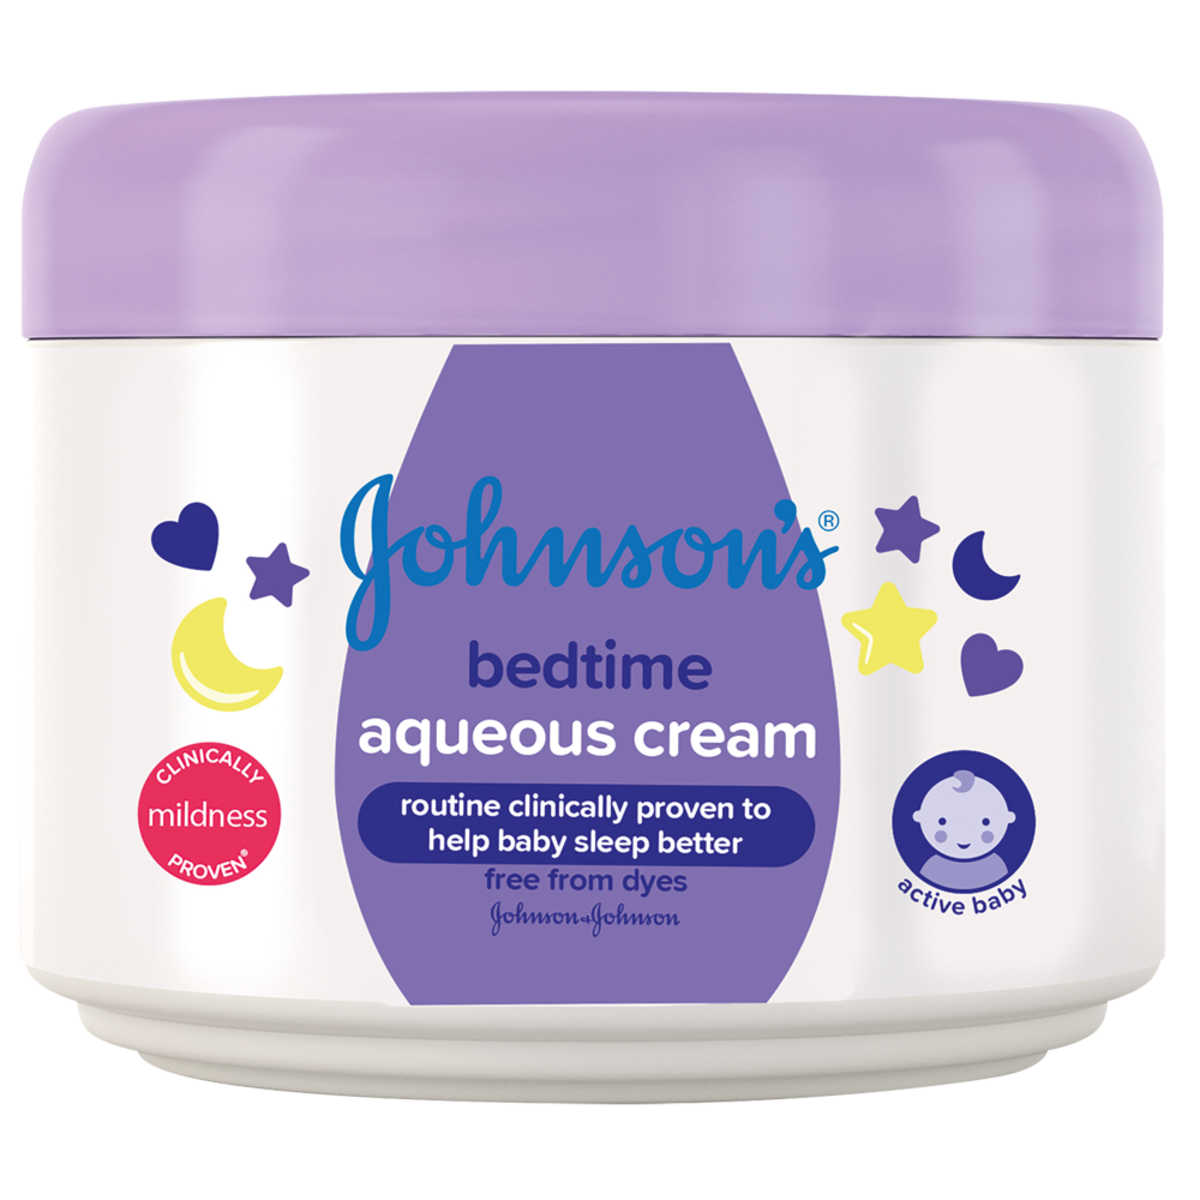 Johnson's®
bedtime
aqueous cream
routine clinically proven to
help baby sleep better
free from dyes
Johnson & Johnson
CLINICALLY
mildness
PROVEN®
active baby